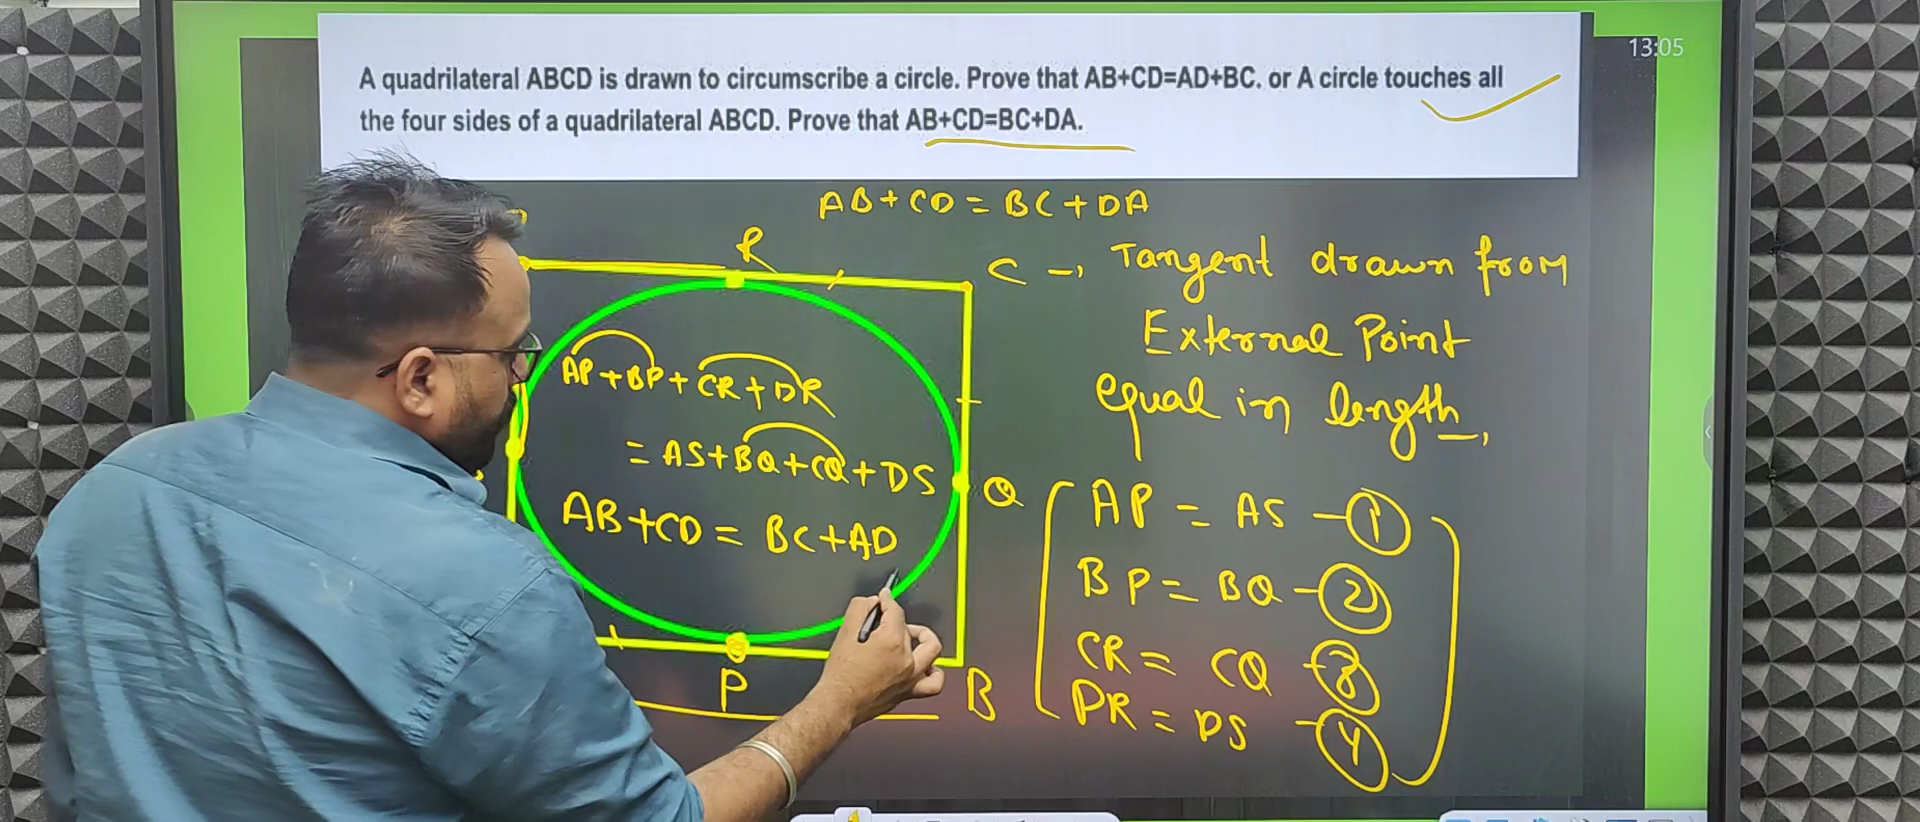 13:05
A quadrilateral ABCD is drawn to circumscribe a circle. Prove that AB+CD=AD+BC. or A circle touches all
the four sides of a quadrilateral ABCD. Prove that AB+CD=BC+DA.
AB+CD=BC+DA
R
C
Tangent drawn from
External Point
equal in length
AP+BP+CR+DR
=AS+BQ+CQ+DS
AB+CD=BC+AD
Q
P
B
AP=AS-①
BP=BQ-②
CR=CQ-③
DR=DS-④